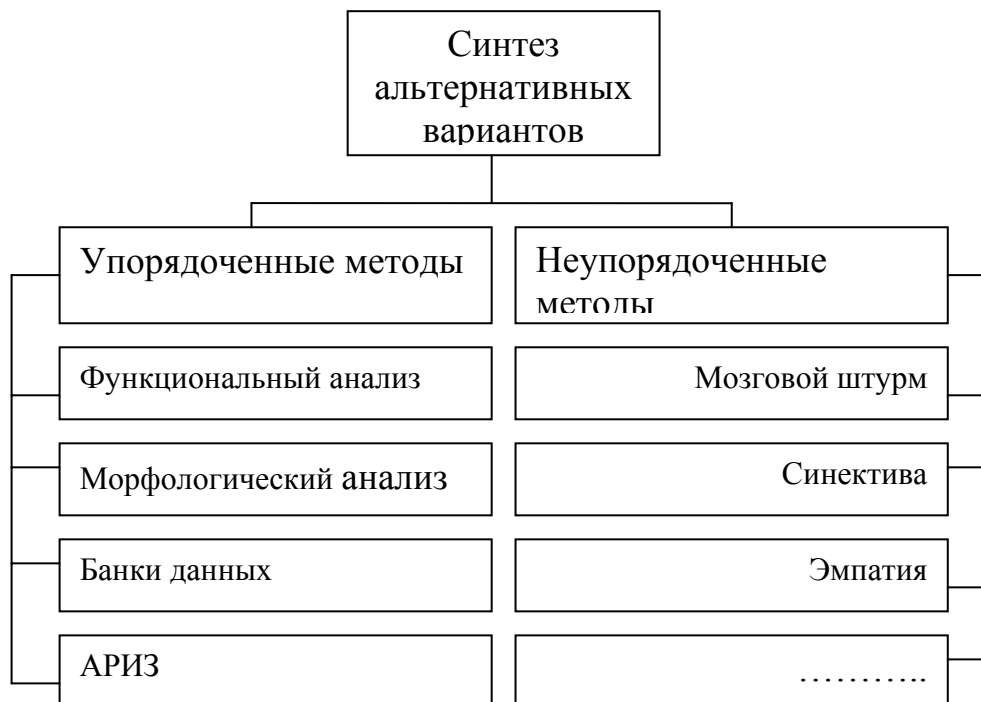 Синтез
альтернативных
вариантов
Упорядоченные методы
Неупорядоченные
методы
Функциональный анализ
Мозговой штурм
Морфологический анализ
Синектива
Банки данных
Эмпатия
АРИЗ
………..